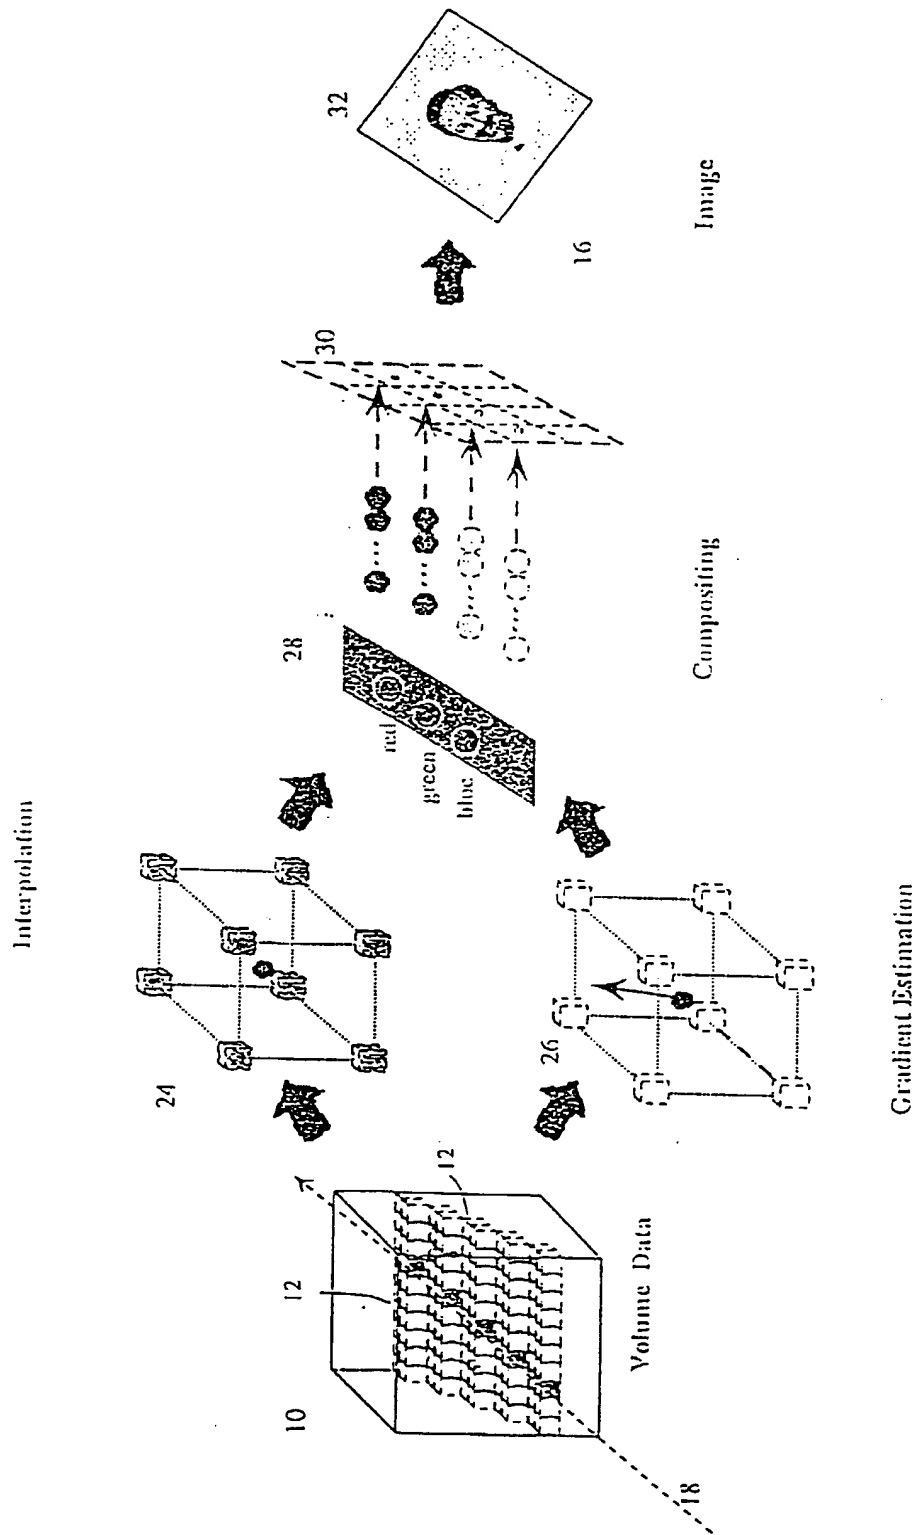 Interpolation
24
32
30
28
red
green
blue
16
Image
Compositing
12
12
10
18
Volume Data
26
Gradient Estimation